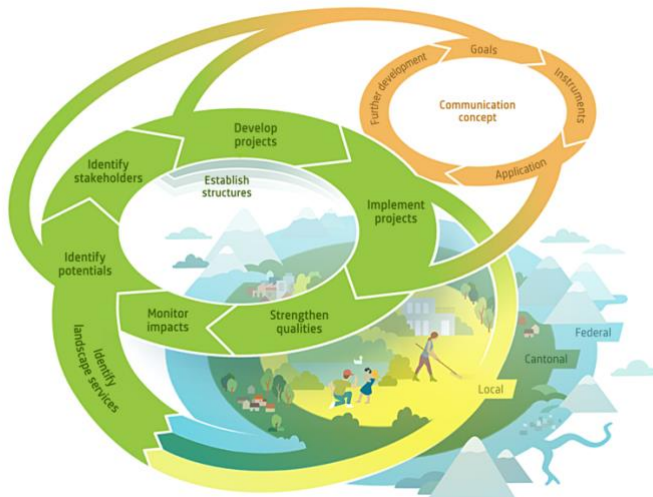 Goals
Further development
Instruments
Communication
concept
Application
Develop
projects
Identify
stakeholders
Establish
structures
Implement
projects
Identify
potentials
Monitor
impacts
Strengthen
qualities
Identify
landscape services
Federal
Cantonal
Local